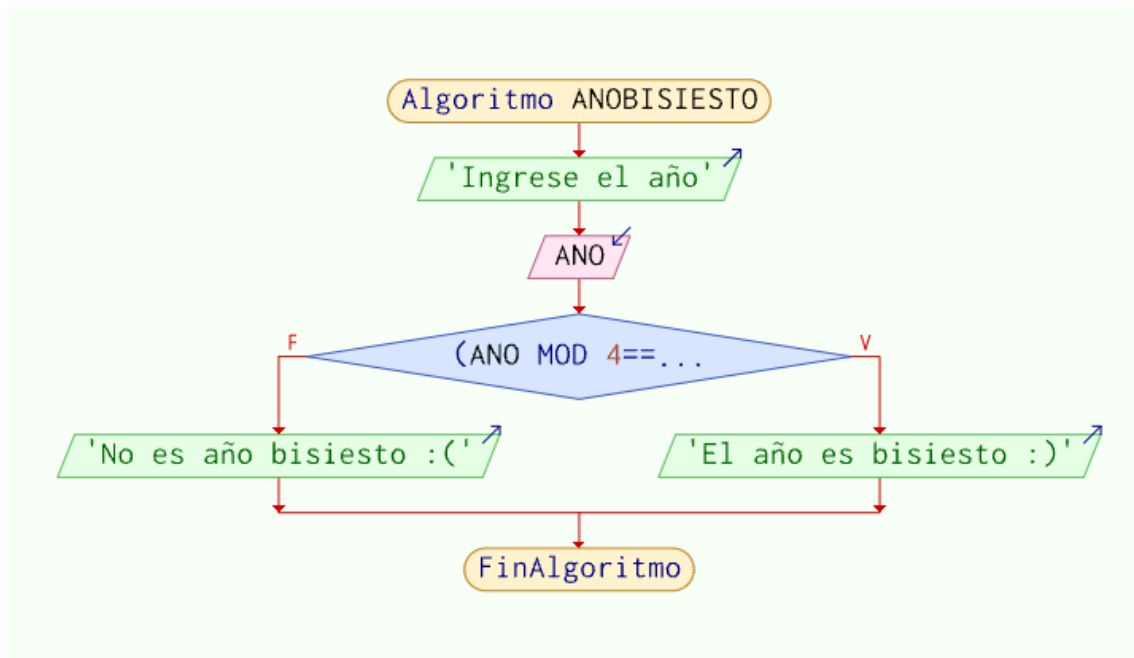 Algoritmo ANOBISIESTO
'Ingrese el año'
ANO
F
V
(ANO MOD 4==...
'No es año bisiesto :('
'El año es bisiesto :)'
FinAlgoritmo